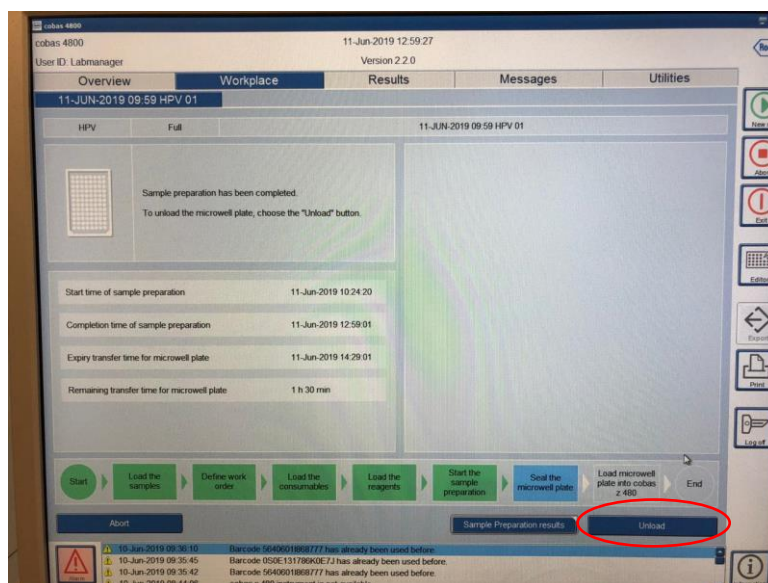 cobas 4800
cobas 4800 11-Jun-2019 12:59:27
User ID: Labmanager Version 2.2.0
Overview Workplace Results Messages Utilities
11-JUN-2019 09:59 HPV 01
HPV Full 11-JUN-2019 09:59 HPV 01
New
Sample preparation has been completed.
To unload the microwell plate, choose the "Unload" button.
Exit
Editor
Start time of sample preparation 11-Jun-2019 10:24:20
Completion time of sample preparation 11-Jun-2019 12:59:01
Export
Expiry transfer time for microwell plate 11-Jun-2019 14:29:01
Remaining transfer time for microwell plate 1 h 30 min
Print
Log off
Start
Load the
samples
Define work
order
Load the
consumables
Load the
reagents
Start the
sample
preparation
Seal the
microwell plate
Load microwell
plate into cobas
z 480
End
Abort Sample Preparation results Unload
10-Jun-2019 09:36:10 Barcode has already been used before.
10-Jun-2019 09:35:45 Barcode has already been used before.
10-Jun-2019 09:35:42 Barcode has already been used before.